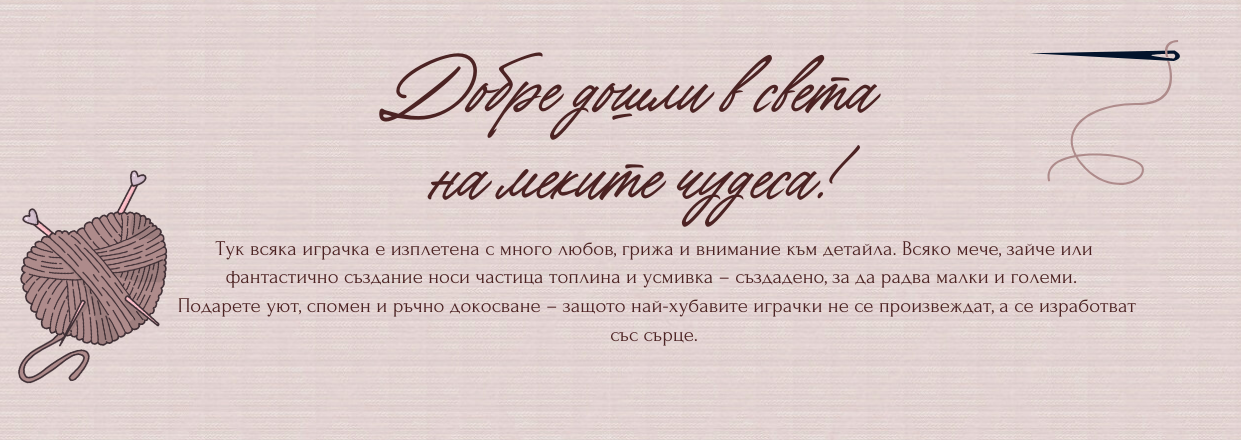 Добре дошли в света
на меките чудеса!
Тук всяка играчка е изплетена с много любов, грижа и внимание към детайла. Всяко мече, зайче или
фантастично създание носи частица топлина и усмивка – създадено, за да радва малки и големи.
Подарете уют, спомен и ръчно докосване – защото най-хубавите играчки не се произвеждат, а се изработват
със сърце.